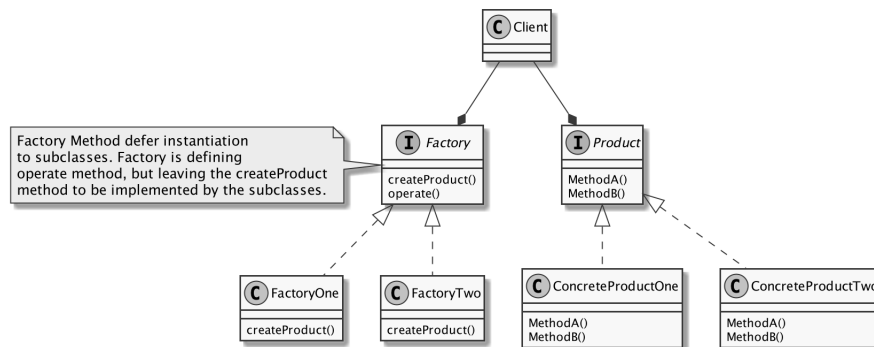 C Client
Factory Method defer instantiation
to subclasses. Factory is defining
operate method, but leaving the createProduct
method to be implemented by the subclasses.
I Factory
createProduct()
operate()
I Product
MethodA()
MethodB()
C FactoryOne
createProduct()
C FactoryTwo
createProduct()
C ConcreteProductOne
MethodA()
MethodB()
C ConcreteProductTwo
MethodA()
MethodB()